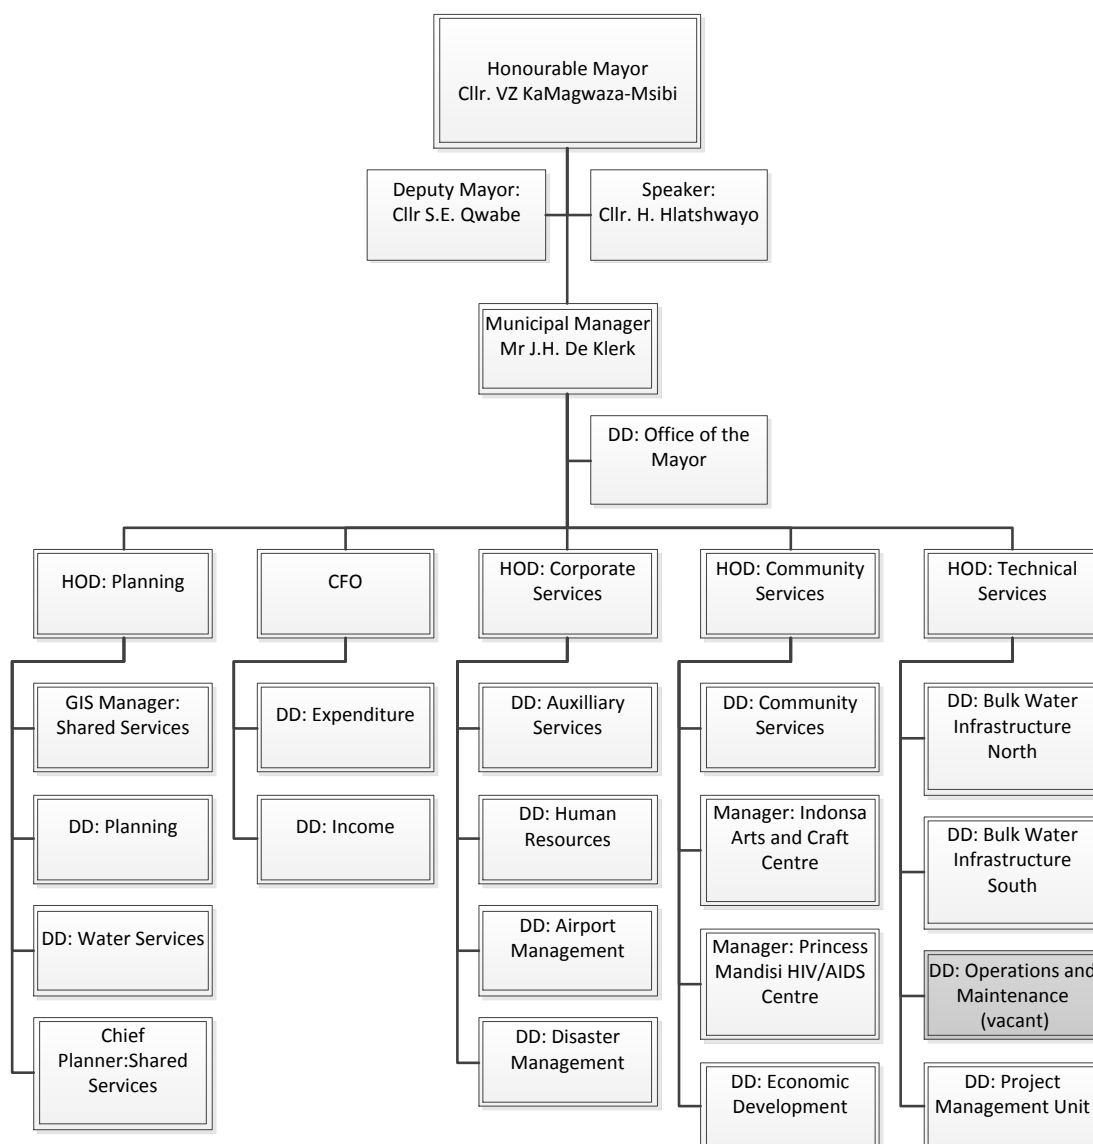 Honourable Mayor
Cllr. VZ KaMagwaza-Msibi
Deputy Mayor:
Cllr S.E. Qwabe
Speaker:
Cllr. H. Hlatshwayo
Municipal Manager
Mr J.H. De Klerk
DD: Office of the
Mayor
HOD: Planning
CFO
HOD: Corporate
Services
HOD: Community
Services
HOD: Technical
Services
GIS Manager:
Shared Services
DD: Planning
DD: Water Services
Chief
Planner:Shared
Services
DD: Expenditure
DD: Income
DD: Auxilliary
Services
DD: Human
Resources
DD: Airport
Management
DD: Disaster
Management
DD: Community
Services
Manager: Indonsa
Arts and Craft
Centre
Manager: Princess
Mandisi HIV/AIDS
Centre
DD: Economic
Development
DD: Bulk Water
Infrastructure
North
DD: Bulk Water
Infrastructure
South
DD: Operations and
Maintenance
(vacant)
DD: Project
Management Unit